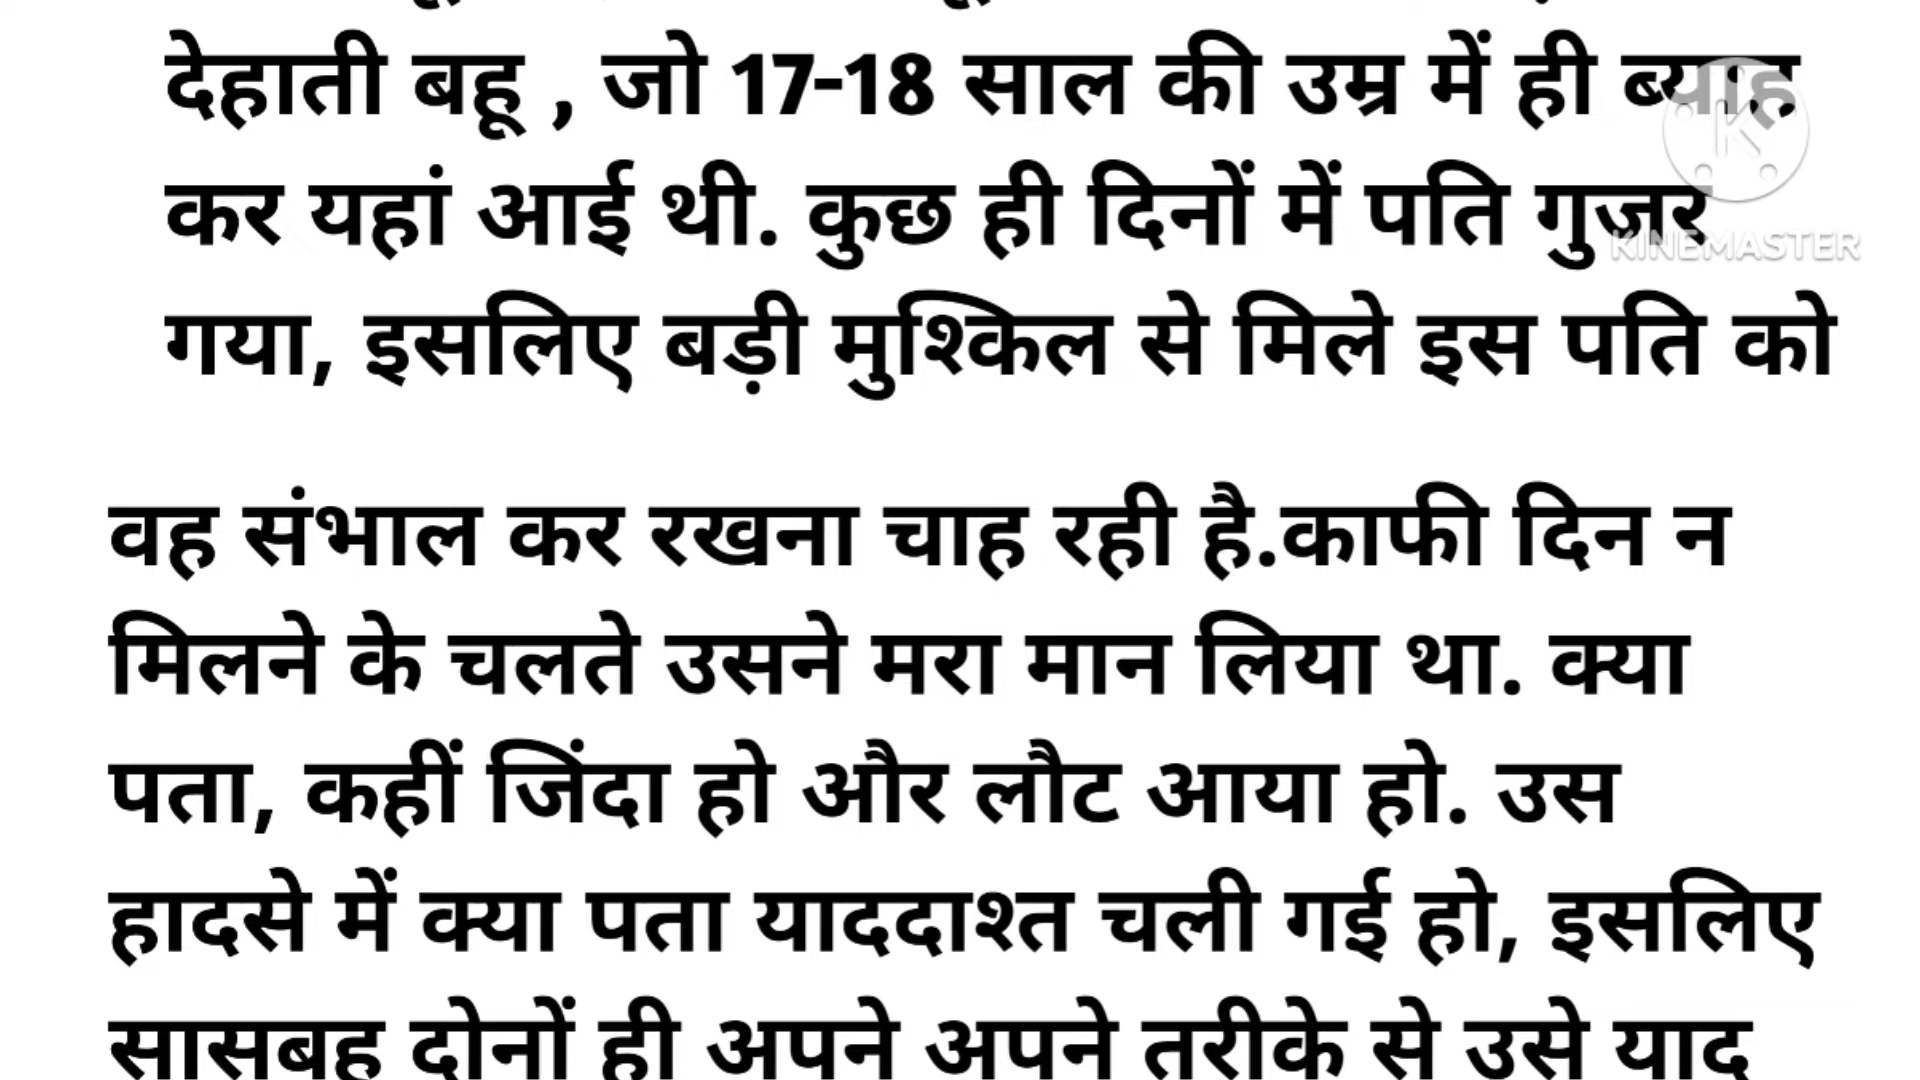 देहाती बहू , जो 17-18 साल की उम्र में ही ब्याह
कर यहां आई थी. कुछ ही दिनों में पति गुजर
KINEMASTER
गया, इसलिए बड़ी मुश्किल से मिले इस पति को
वह संभाल कर रखना चाह रही है.काफी दिन न
मिलने के चलते उसने मरा मान लिया था. क्या
पता, कहीं जिंदा हो और लौट आया हो. उस
हादसे में क्या पता याददाश्त चली गई हो, इसलिए
सासबहू दोनों ही अपने अपने तरीके से उसे याद